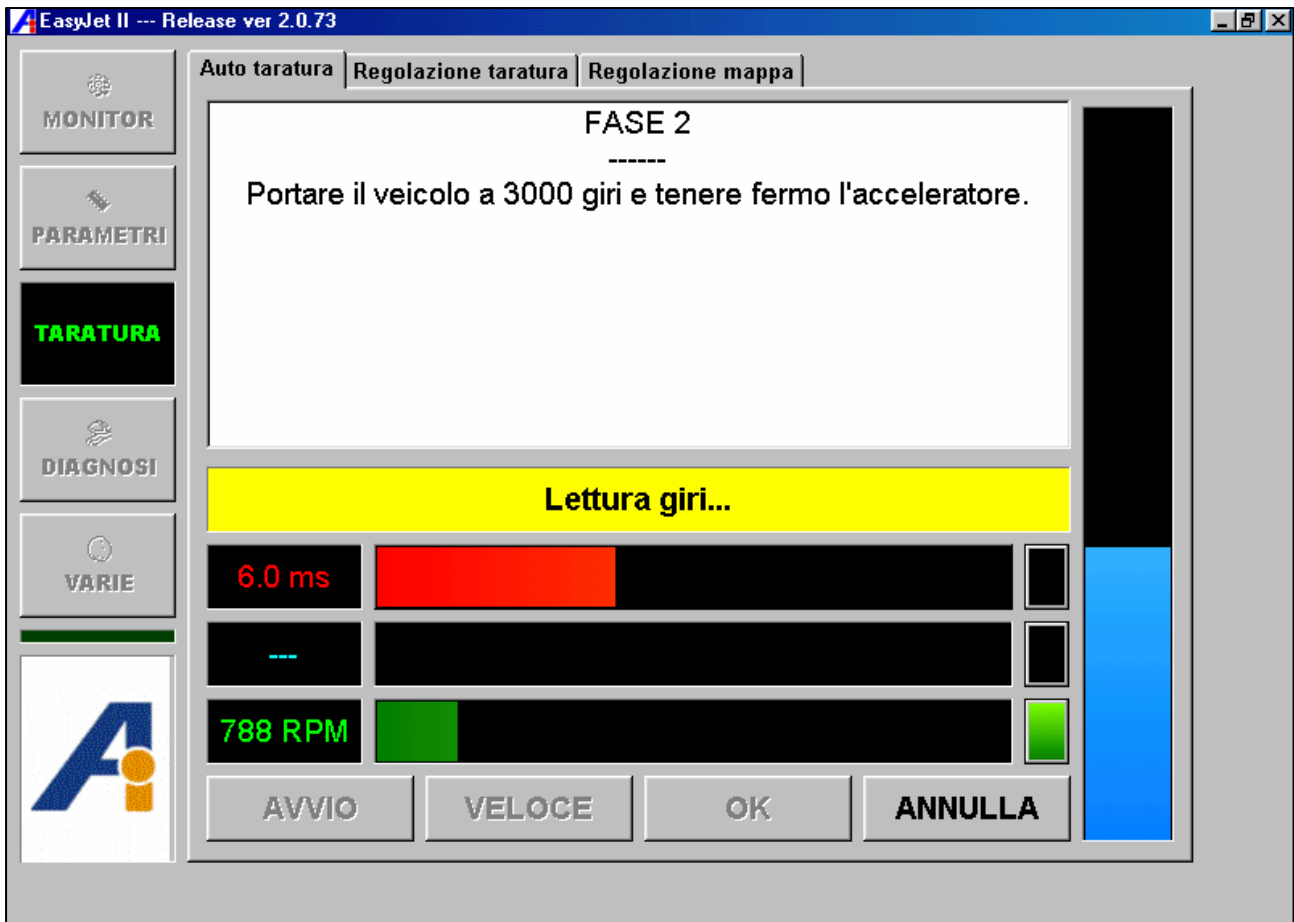 EasyJet II --- Release ver 2.0.73
MONITOR
PARAMETRI
TARATURA
DIAGNOSI
VARIE
Auto taratura
Regolazione taratura
Regolazione mappa
FASE 2
------
Portare il veicolo a 3000 giri e tenere fermo l'acceleratore.
Lettura giri...
6.0 ms
---
788 RPM
AVVIO
VELOCE
OK
ANNULLA